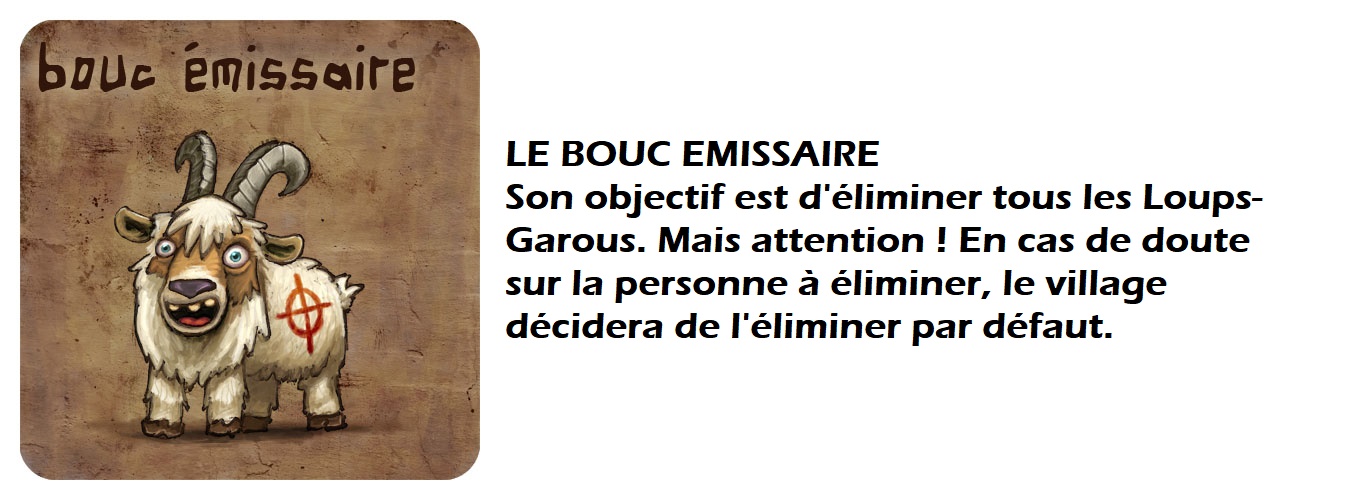 bouc émissaire
LE BOUC EMISSAIRE
Son objectif est d'éliminer tous les Loups-
Garous. Mais attention ! En cas de doute
sur la personne à éliminer, le village
décidera de l'éliminer par défaut.